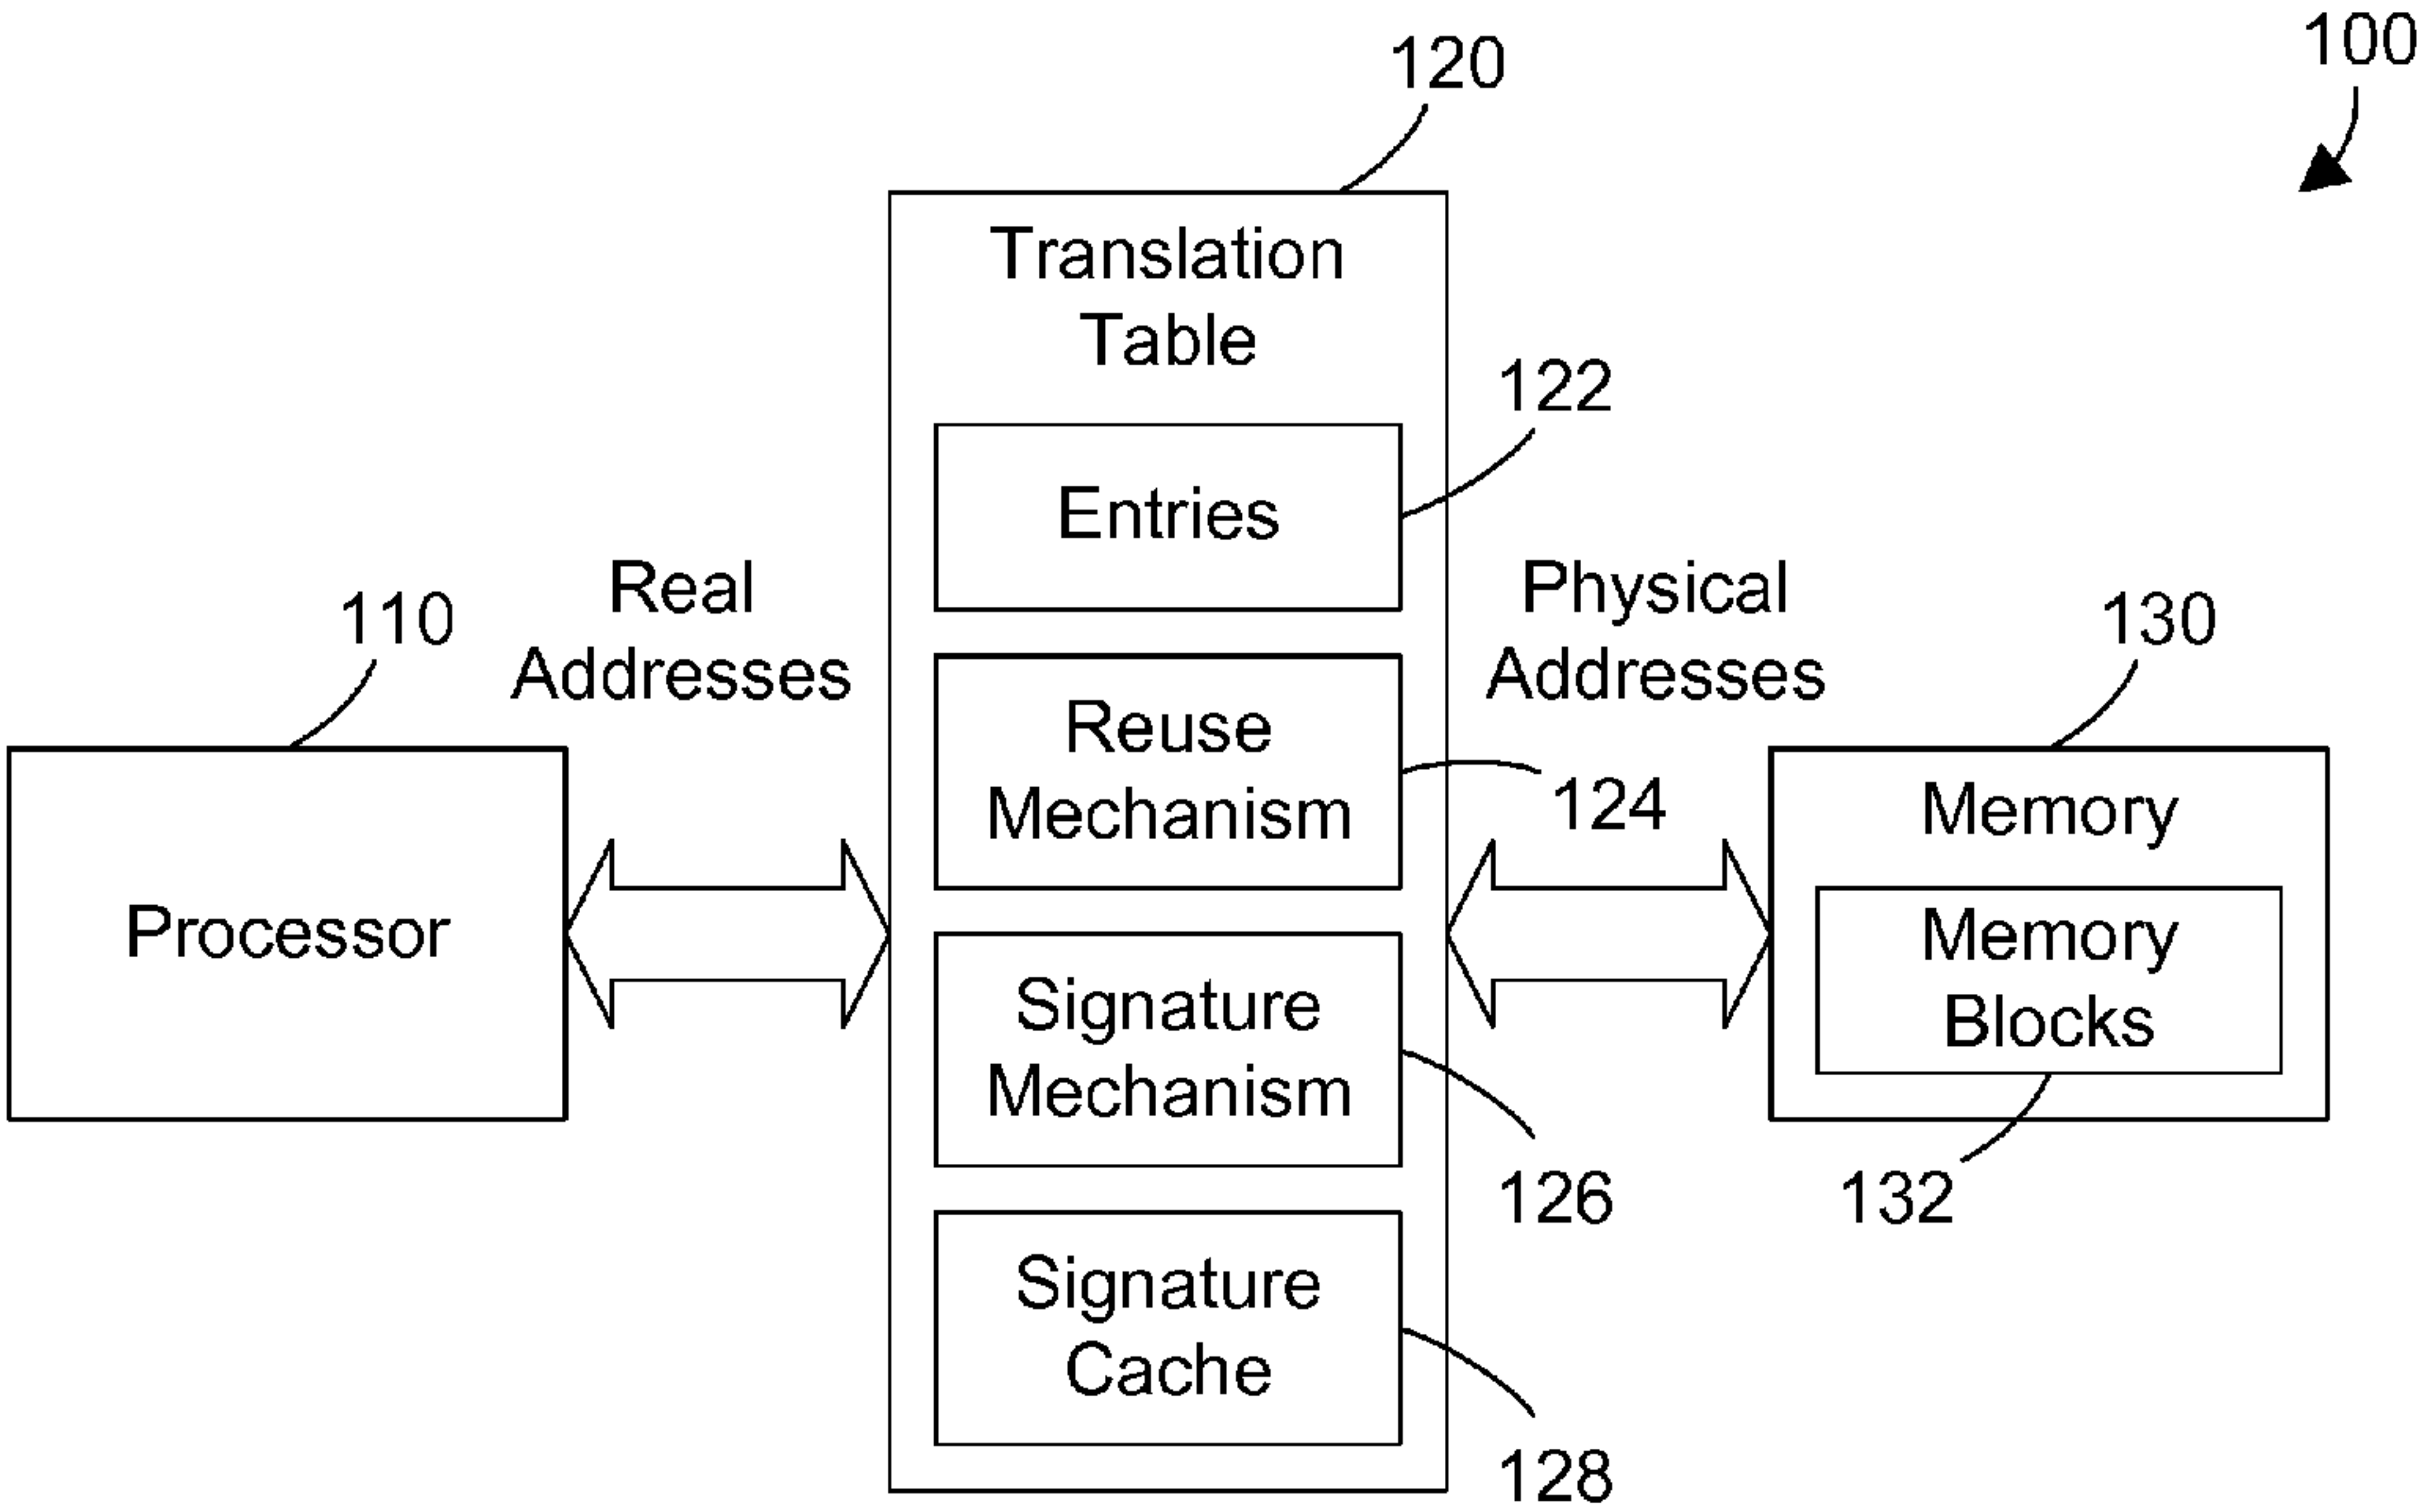 100
120
Translation
Table
122
Entries
Real
Addresses
Physical
Addresses
110
130
Reuse
Mechanism
124
Memory
Processor
Memory
Blocks
Signature
Mechanism
126
132
Signature
Cache
128